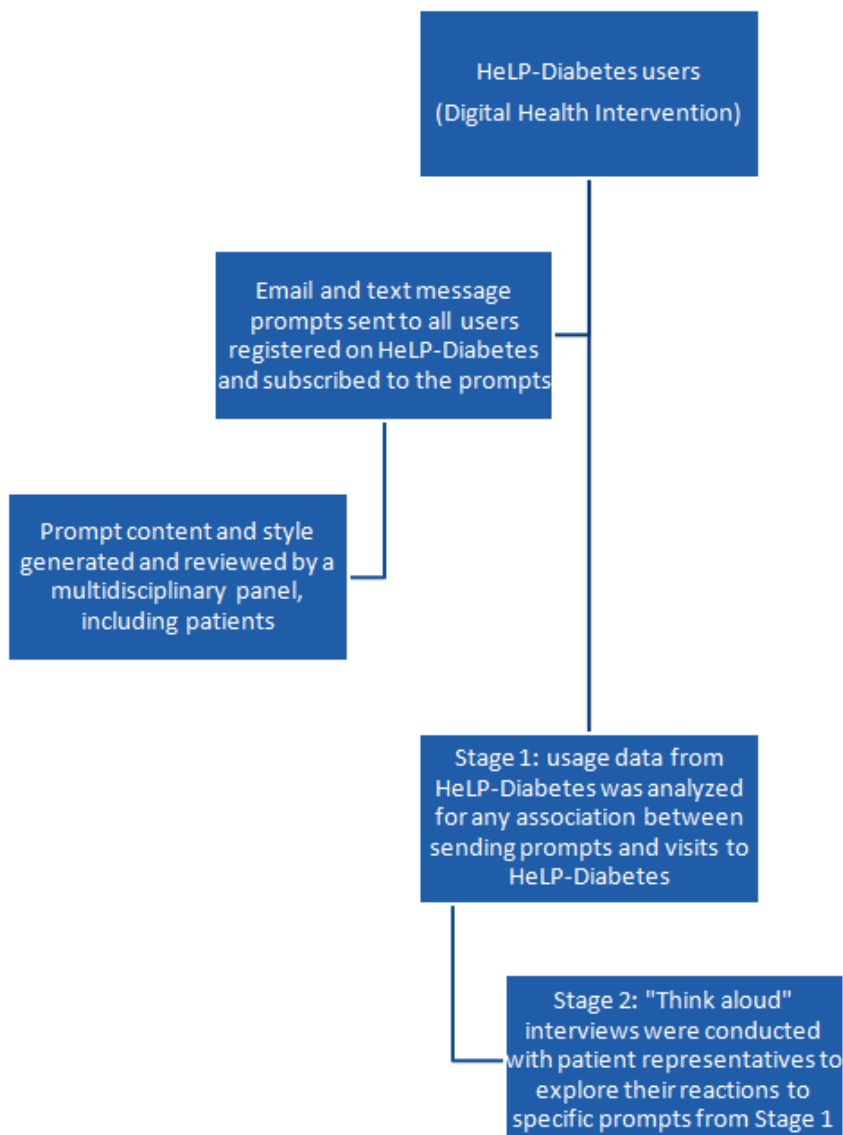 HeLP-Diabetes users
(Digital Health Intervention)
Email and text message
prompts sent to all users
registered on HeLP-Diabetes
and subscribed to the prompts
Prompt content and style
generated and reviewed by a
multidisciplinary panel,
including patients
Stage 1: usage data from
HeLP-Diabetes was analyzed
for any association between
sending prompts and visits to
HeLP-Diabetes
Stage 2: "Think aloud"
interviews were conducted
with patient representatives to
explore their reactions to
specific prompts from Stage 1